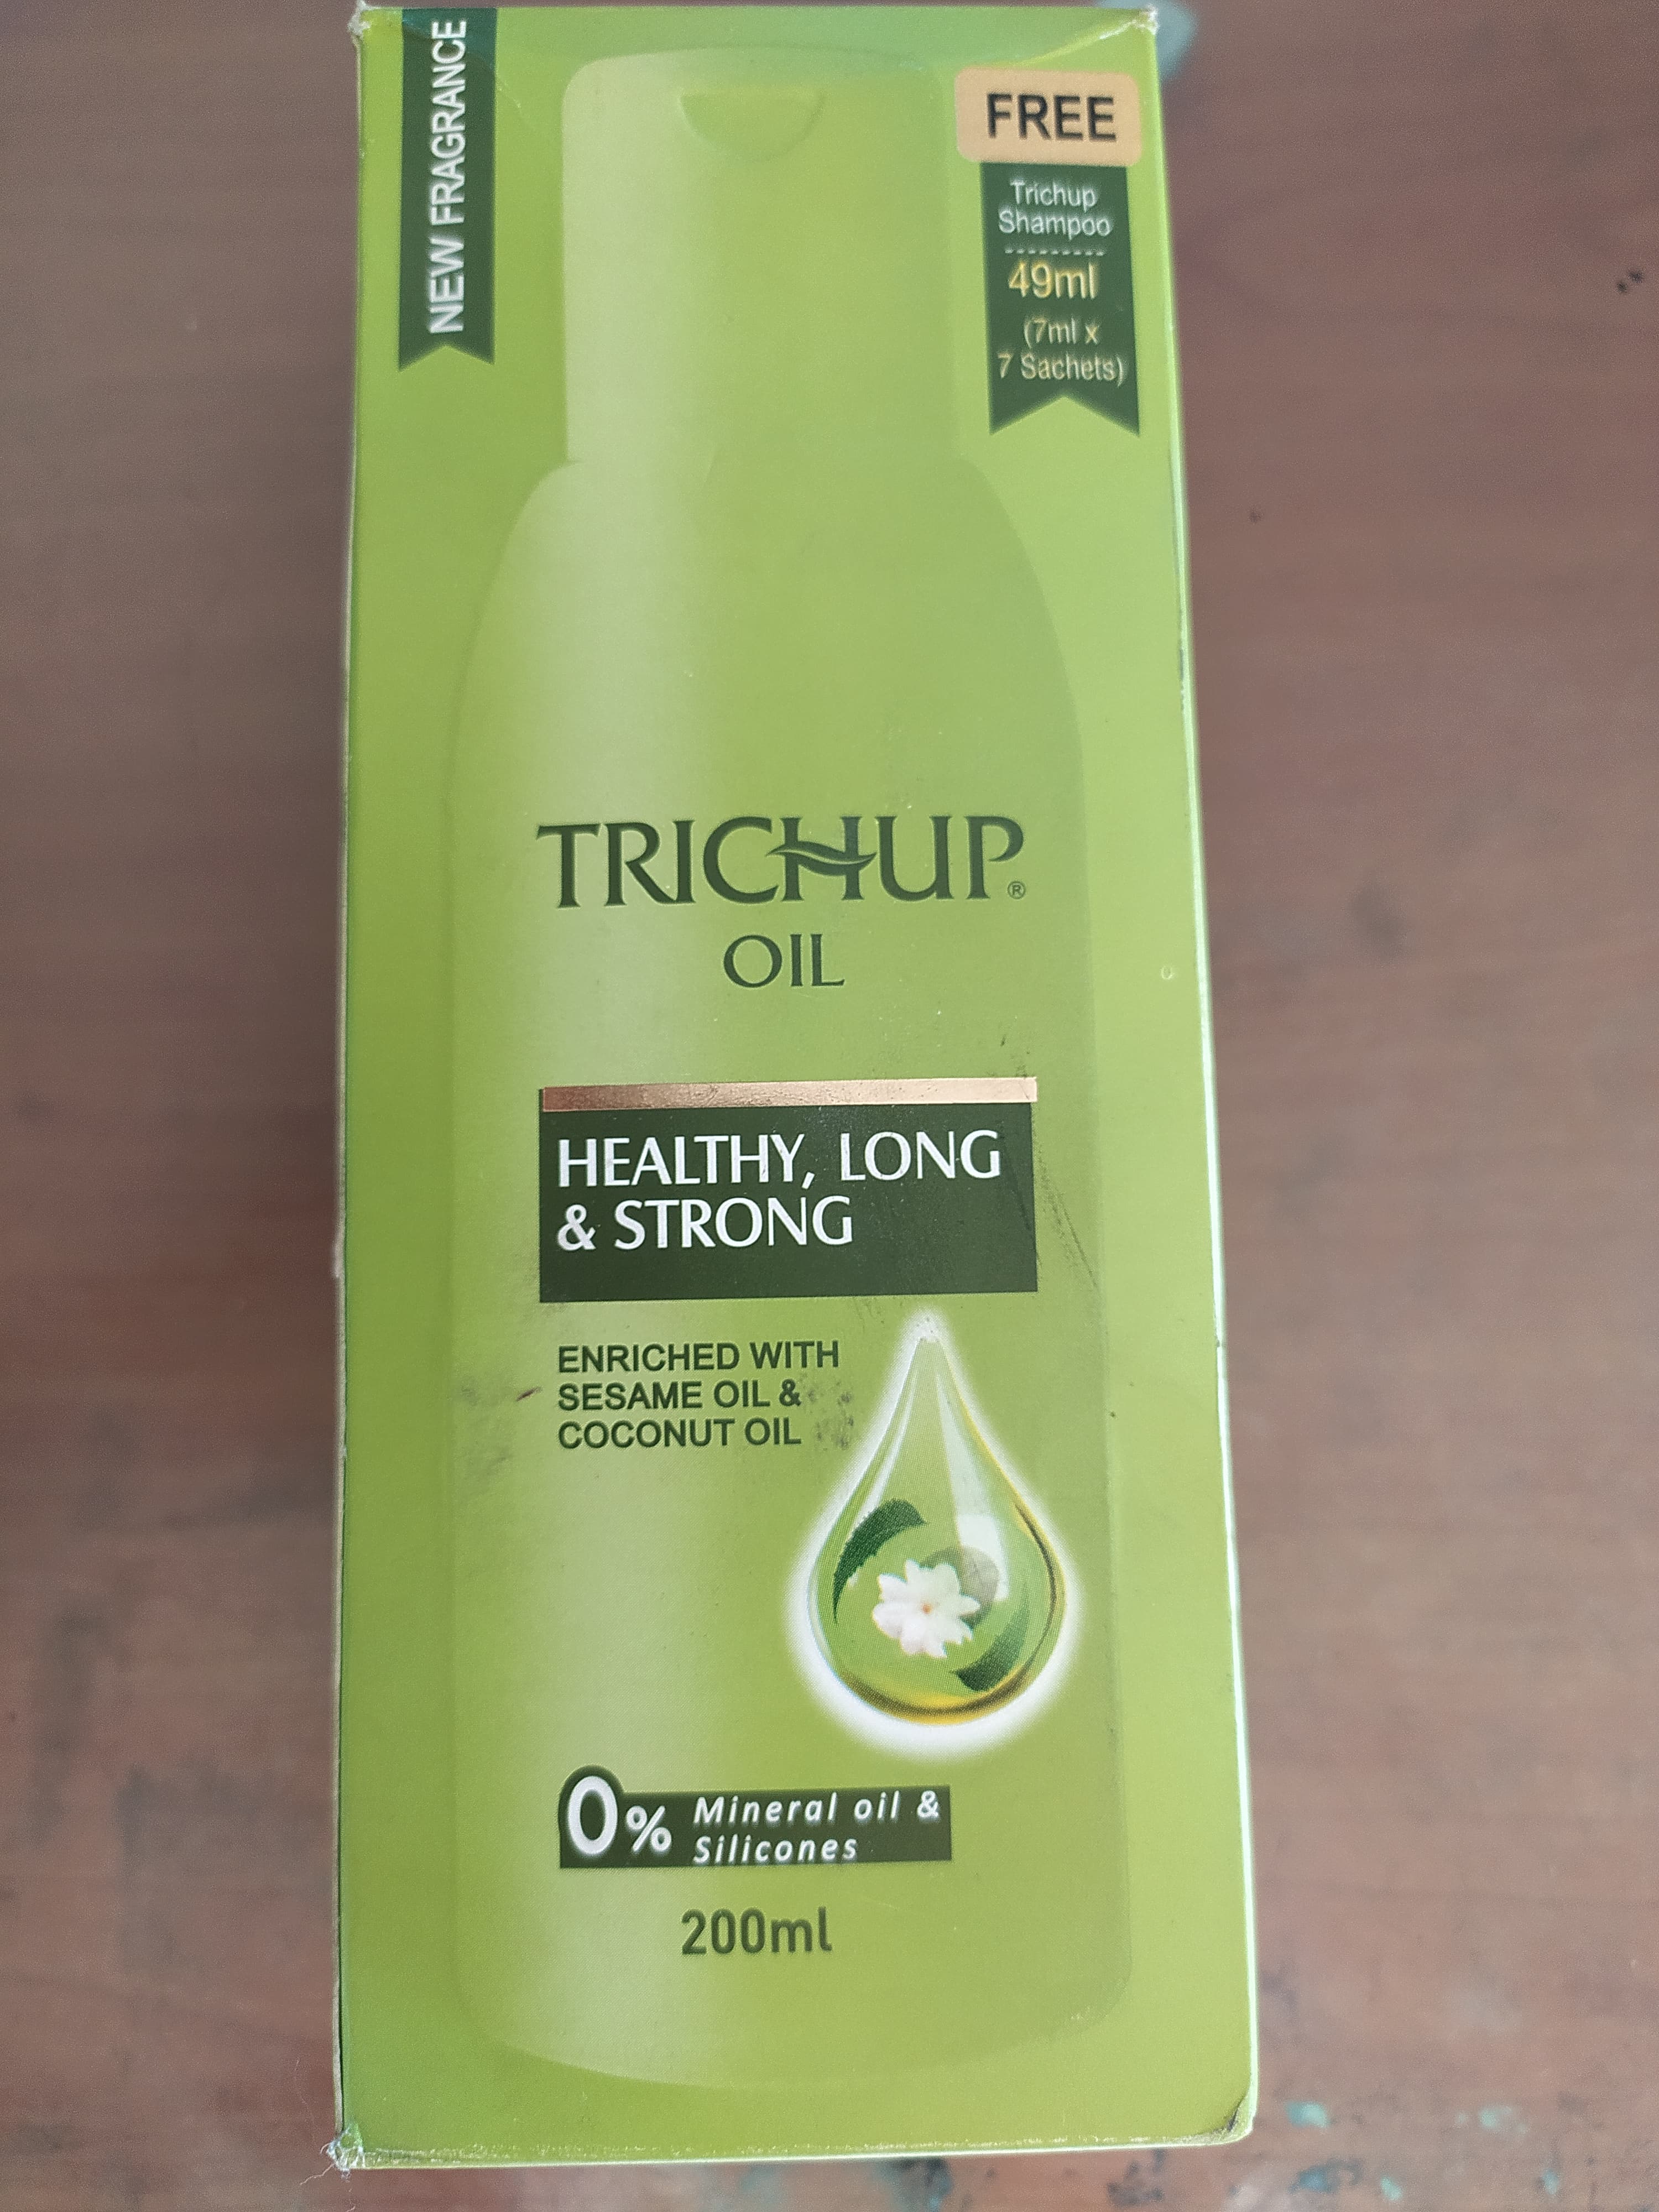 NEW FRAGRANCE
FREE
Trichup
Shampoo
49ml
(7ml x
7 Sachets)
TRICHUP®
OIL
HEALTHY, LONG
& STRONG
ENRICHED WITH
SESAME OIL &
COCONUT OIL
0% Mineral oil &
Silicones
200ml